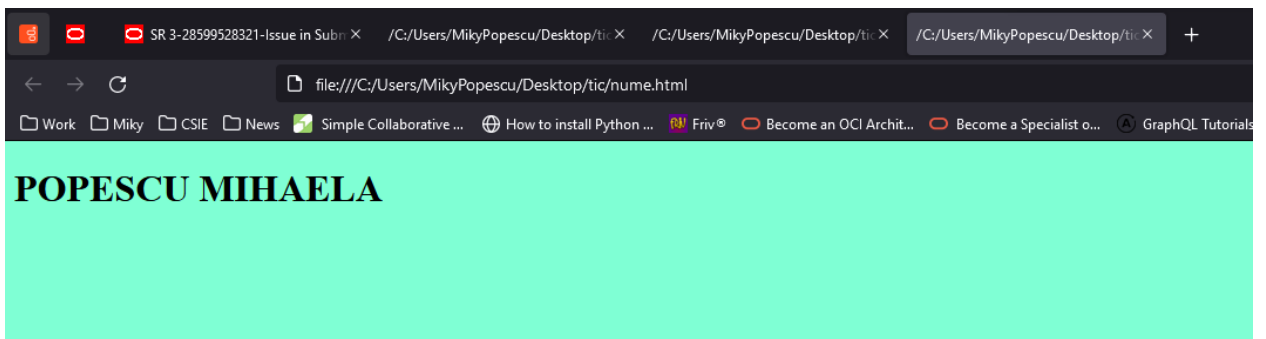 SR 3-28599528321-Issue in Subm
/C:/Users/MikyPopescu/Desktop/tic
/C:/Users/MikyPopescu/Desktop/tic
/C:/Users/MikyPopescu/Desktop/tic
file:///C:/Users/MikyPopescu/Desktop/tic/nume.html
Work Miky CSIE News Simple Collaborative ... How to install Python ... Friv® Become an OCI Archit... Become a Specialist o... GraphQL Tutorials
POPESCU MIHAELA